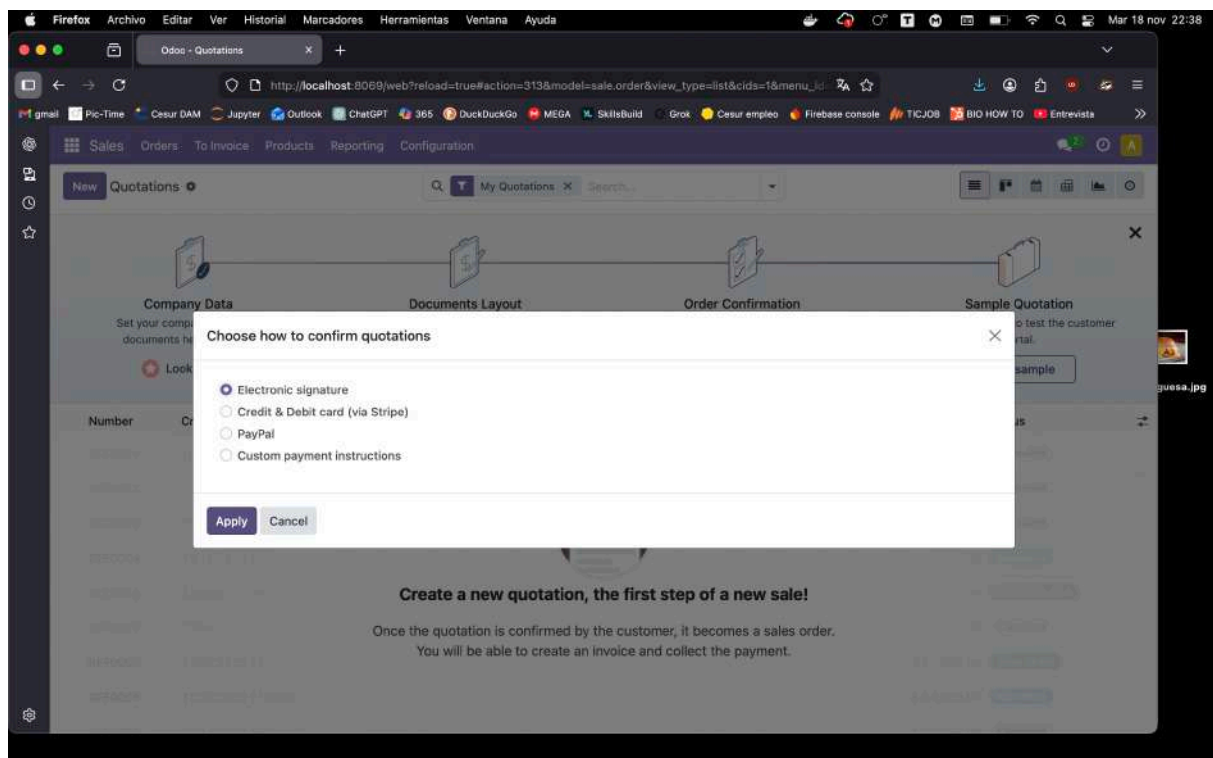 Firefox Archivo Editar Ver Historial Marcadores Herramientas Ventana Ayuda Mar 18 nov 22:38
Odoo - Quotations
http://localhost:8069/web?reload=true#action=313&model=sale.order&view_type=list&cids=1&menu_id
gmail Pic-Time Cesur DAM Jupyter Outlook ChatGPT 365 DuckDuckGo MEGA SkillsBuild Grok Cesur empleo Firebase console TICJOB BIO HOW TO Entrevista
Sales Orders To Invoice Products Reporting Configuration
New Quotations My Quotations Search...
Company Data Documents Layout Order Confirmation Sample Quotation
Set your to test the customer
documents
Look sample
Choose how to confirm quotations
Electronic signature
Credit & Debit card (via Stripe)
PayPal
Custom payment instructions
Apply Cancel
Number
guesa.jpg
Create a new quotation, the first step of a new sale!
Once the quotation is confirmed by the customer, it becomes a sales order.
You will be able to create an invoice and collect the payment.